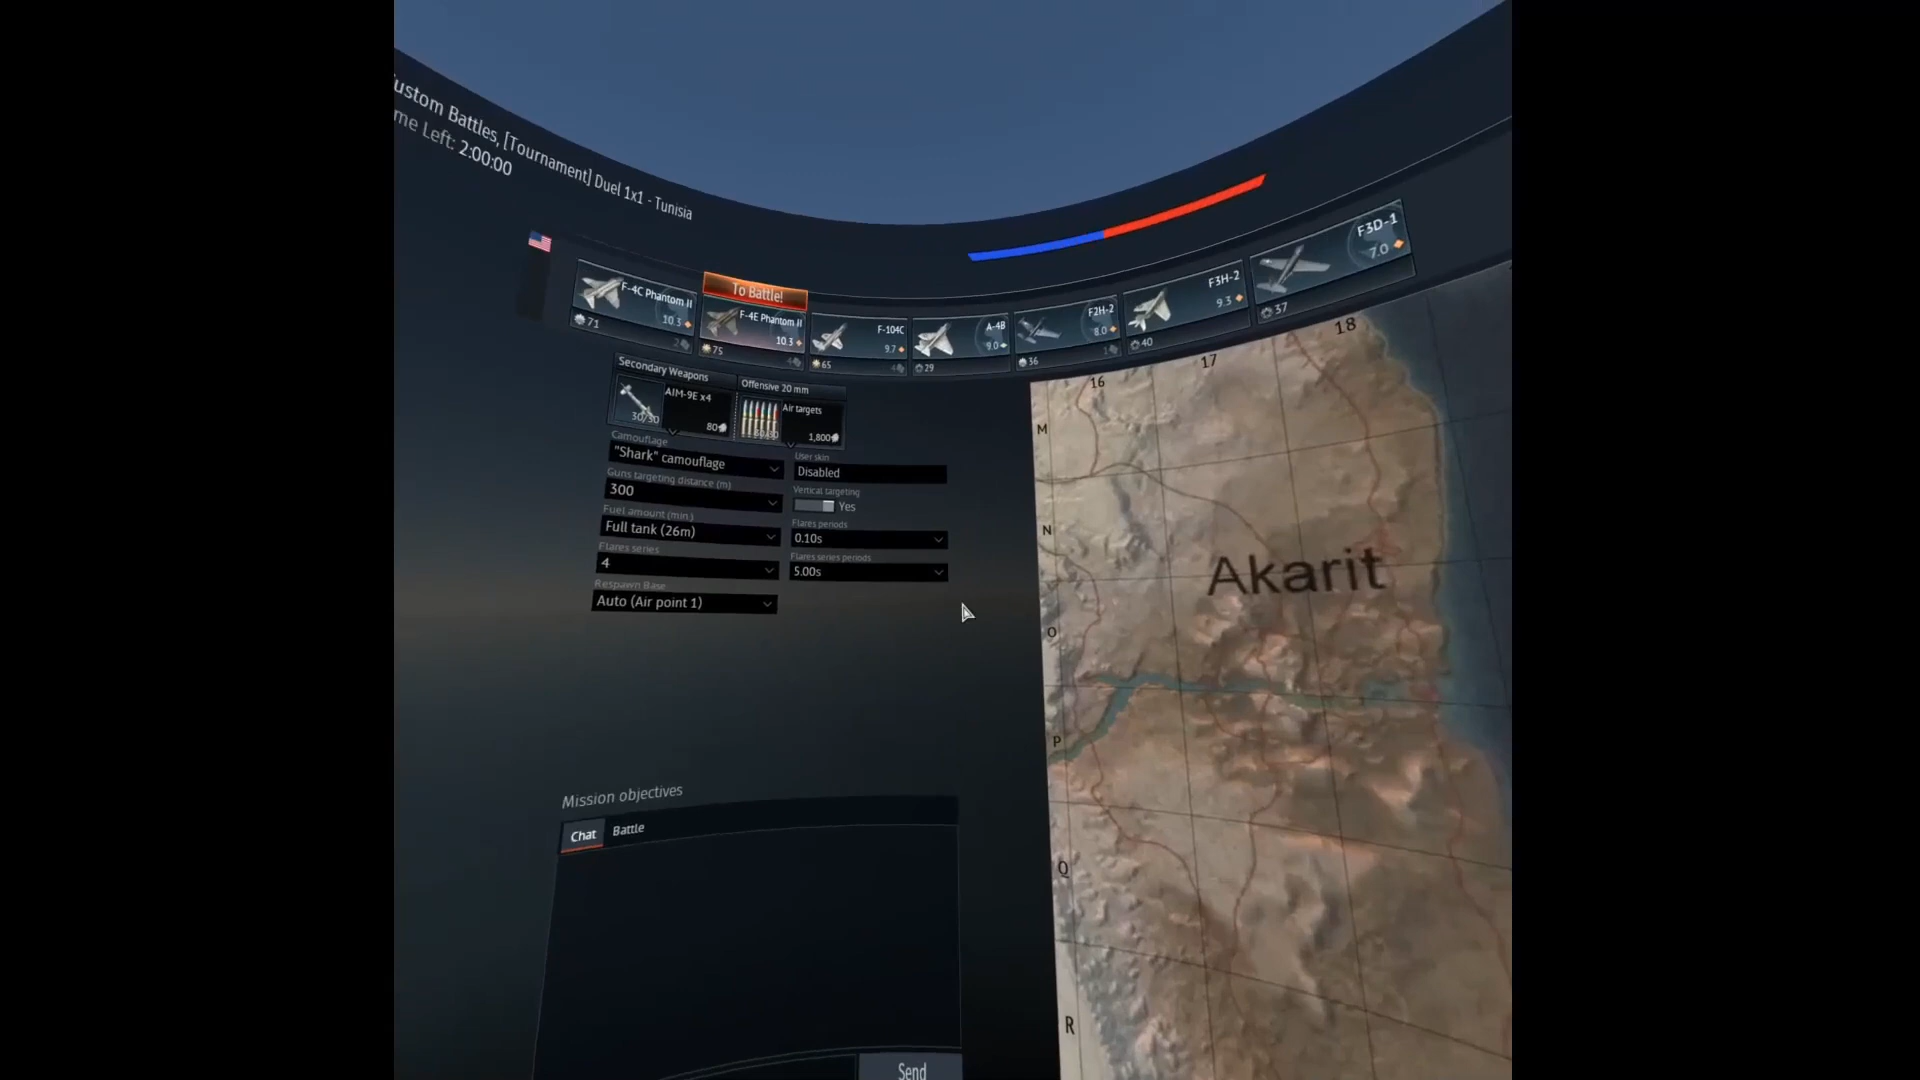 ustom Battles, [Tournament] Duel 1x1 - Tunisia
me Left: 2:00:00
F-4C Phantom II
10.3
71
2
To Battle!
F-4E Phantom II
10.3
75
4
F-104C
9.7
65
4
A-4B
9.0
29
F2H-2
8.0
36
1
F3H-2
9.3
40
F3D-1
7.0
37
Secondary Weapons
AIM-9E x4
30/30
80
Offensive 20 mm
Air targets
1,800
Camouflage
"Shark" camouflage
User skin
Disabled
Guns targeting distance (m)
300
Vertical targeting
Yes
Fuel amount (min.)
Full tank (26m)
Flares periods
0.10s
Flares series
4
Flares series periods
5.00s
Respawn Base
Auto (Air point 1)
16 17 18
M
N
O
P
Q
R
Akarit
Mission objectives
Chat Battle
Send